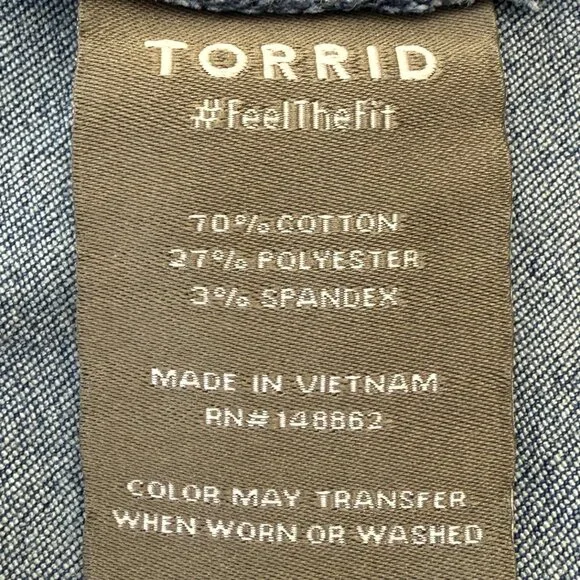 TORRID
#FeelTheFit
70% COTTON
27% POLYESTER
3% SPANDEX
MADE IN VIETNAM
RN# 148862
COLOR MAY TRANSFER
WHEN WORN OR WASHED